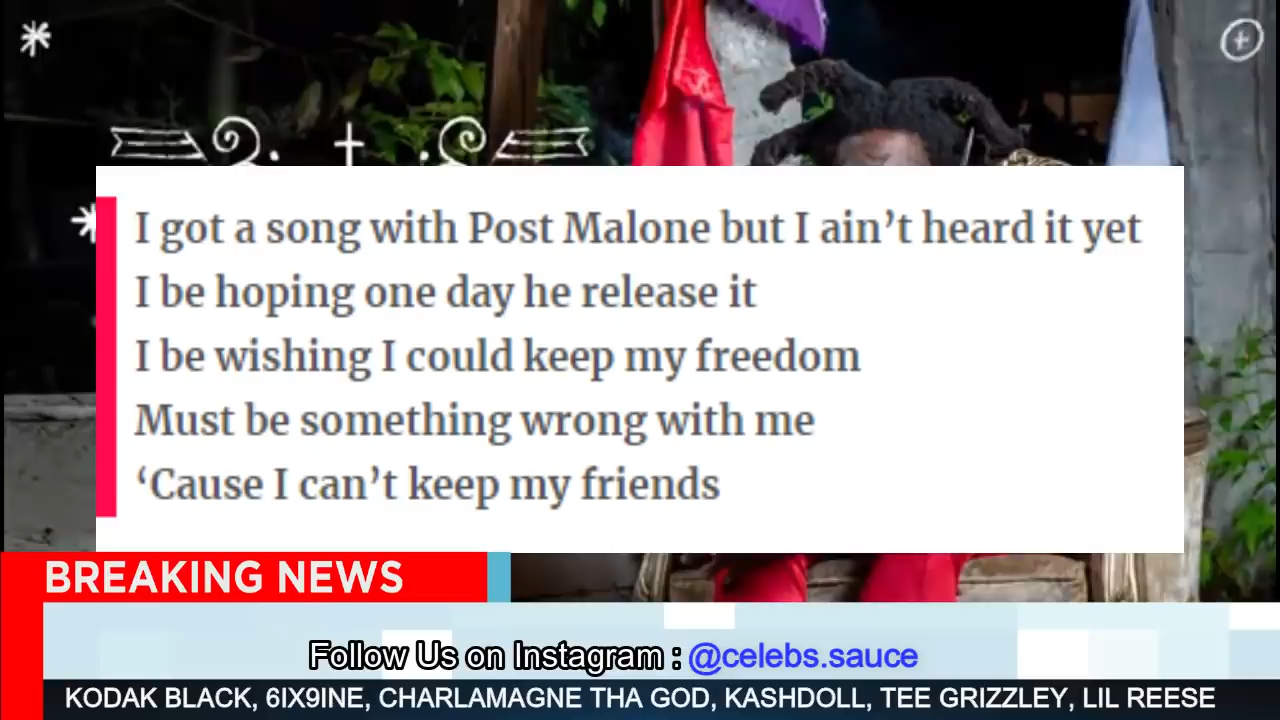 I got a song with Post Malone but I ain’t heard it yet
I be hoping one day he release it
I be wishing I could keep my freedom
Must be something wrong with me
‘Cause I can’t keep my friends
BREAKING NEWS
Follow Us on Instagram : @celebs.sauce
KODAK BLACK, 6IX9INE, CHARLAMAGNE THA GOD, KASHDOLL, TEE GRIZZLEY, LIL REESE